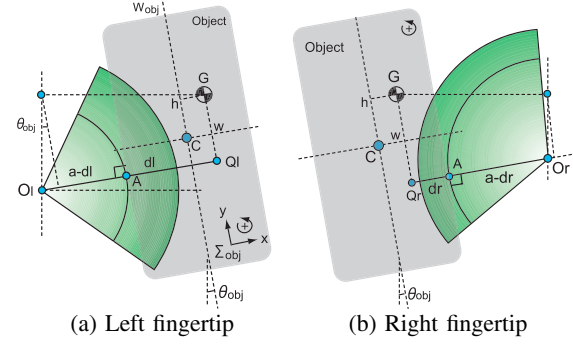 Wobj
Object
G
h
θobj
w
C
a-dl
dl
Ol
A
Ql
y
x
Σobj
θobj
(a) Left fingertip
Object
G
h
w
C
A
Or
Qr
dr
a-dr
θobj
(b) Right fingertip